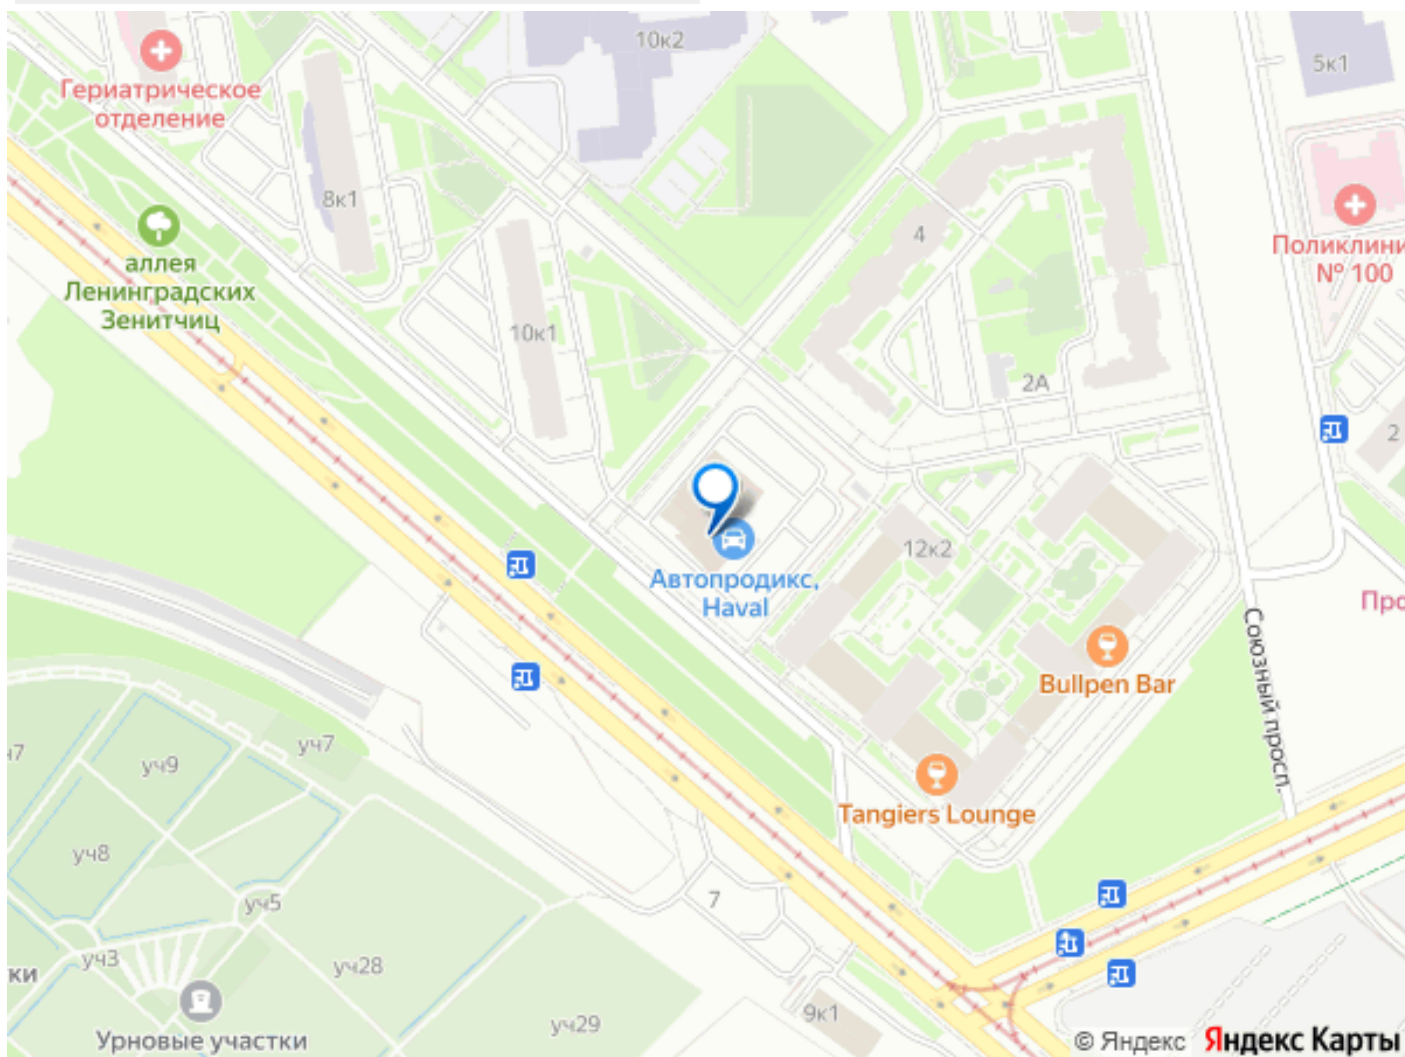 10к2
5к1
Гериатрическое
отделение
8к1
4
Поликлини
№ 100
аллея
Ленинградских
Зенитчиц
10к1
2А
2
12к2
Автопродикс,
Haval
Про
Союзный просп.
Bullpen Bar
уч7
уч9
Tangiers Lounge
уч8
7
уч5
уч3
уч28
ки
9к1
уч29
Урновые участки
© Яндекс Яндекс Карты